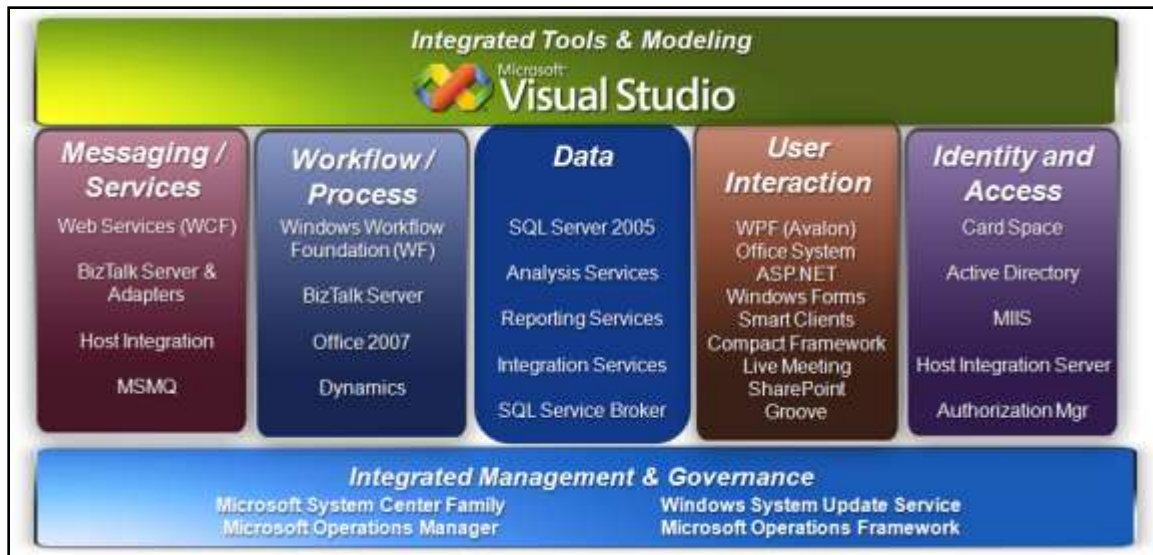 Integrated Tools & Modeling
Microsoft
Visual Studio
Messaging /
Services
Web Services (WCF)
BizTalk Server &
Adapters
Host Integration
MSMQ
Workflow /
Process
Windows Workflow
Foundation (WF)
BizTalk Server
Office 2007
Dynamics
Data
SQL Server 2005
Analysis Services
Reporting Services
Integration Services
SQL Service Broker
User
Interaction
WPF (Avalon)
Office System
ASP.NET
Windows Forms
Smart Clients
Compact Framework
Live Meeting
SharePoint
Groove
Identity and
Access
Card Space
Active Directory
MIIS
Host Integration Server
Authorization Mgr
Integrated Management & Governance
Microsoft System Center Family
Microsoft Operations Manager
Windows System Update Service
Microsoft Operations Framework